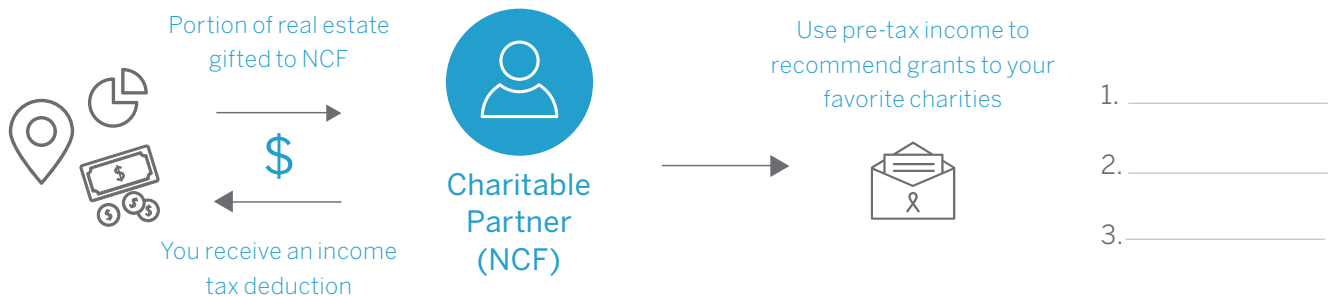 Portion of real estate
gifted to NCF
$
You receive an income
tax deduction
$
$
$
$
Charitable
Partner
(NCF)
Use pre-tax income to
recommend grants to your
favorite charities
1.
2.
3.